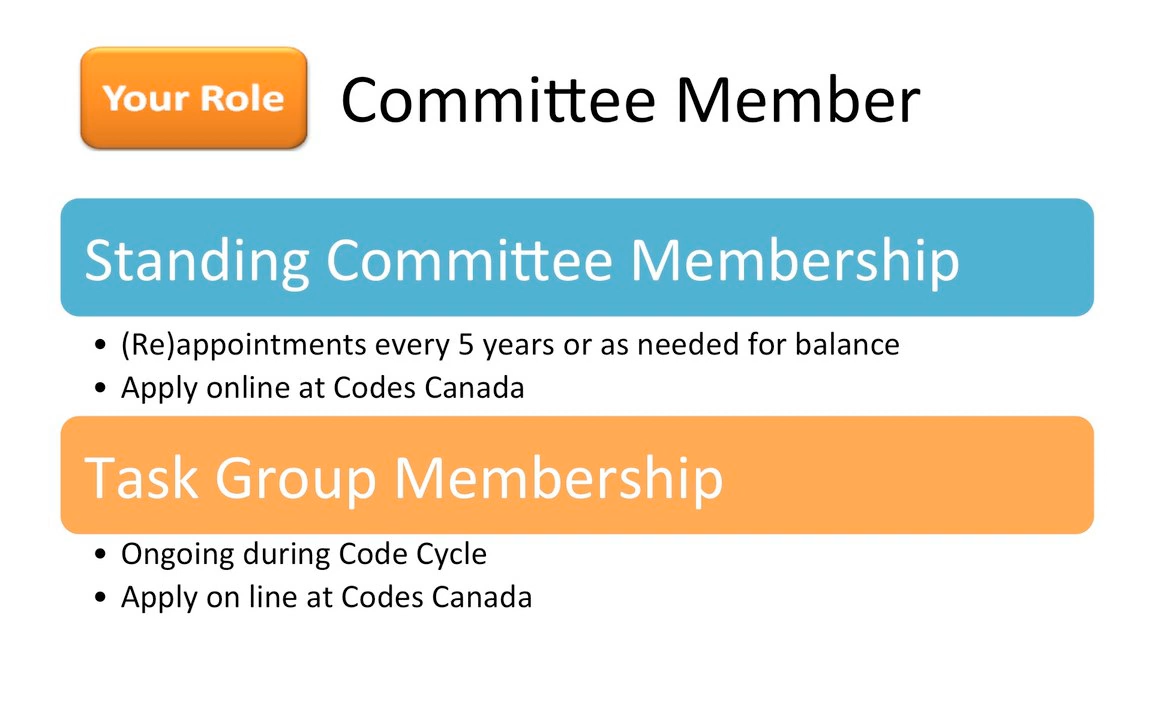 Your Role
Committee Member
Standing Committee Membership
• (Re)appointments every 5 years or as needed for balance
• Apply online at Codes Canada
Task Group Membership
• Ongoing during Code Cycle
• Apply on line at Codes Canada